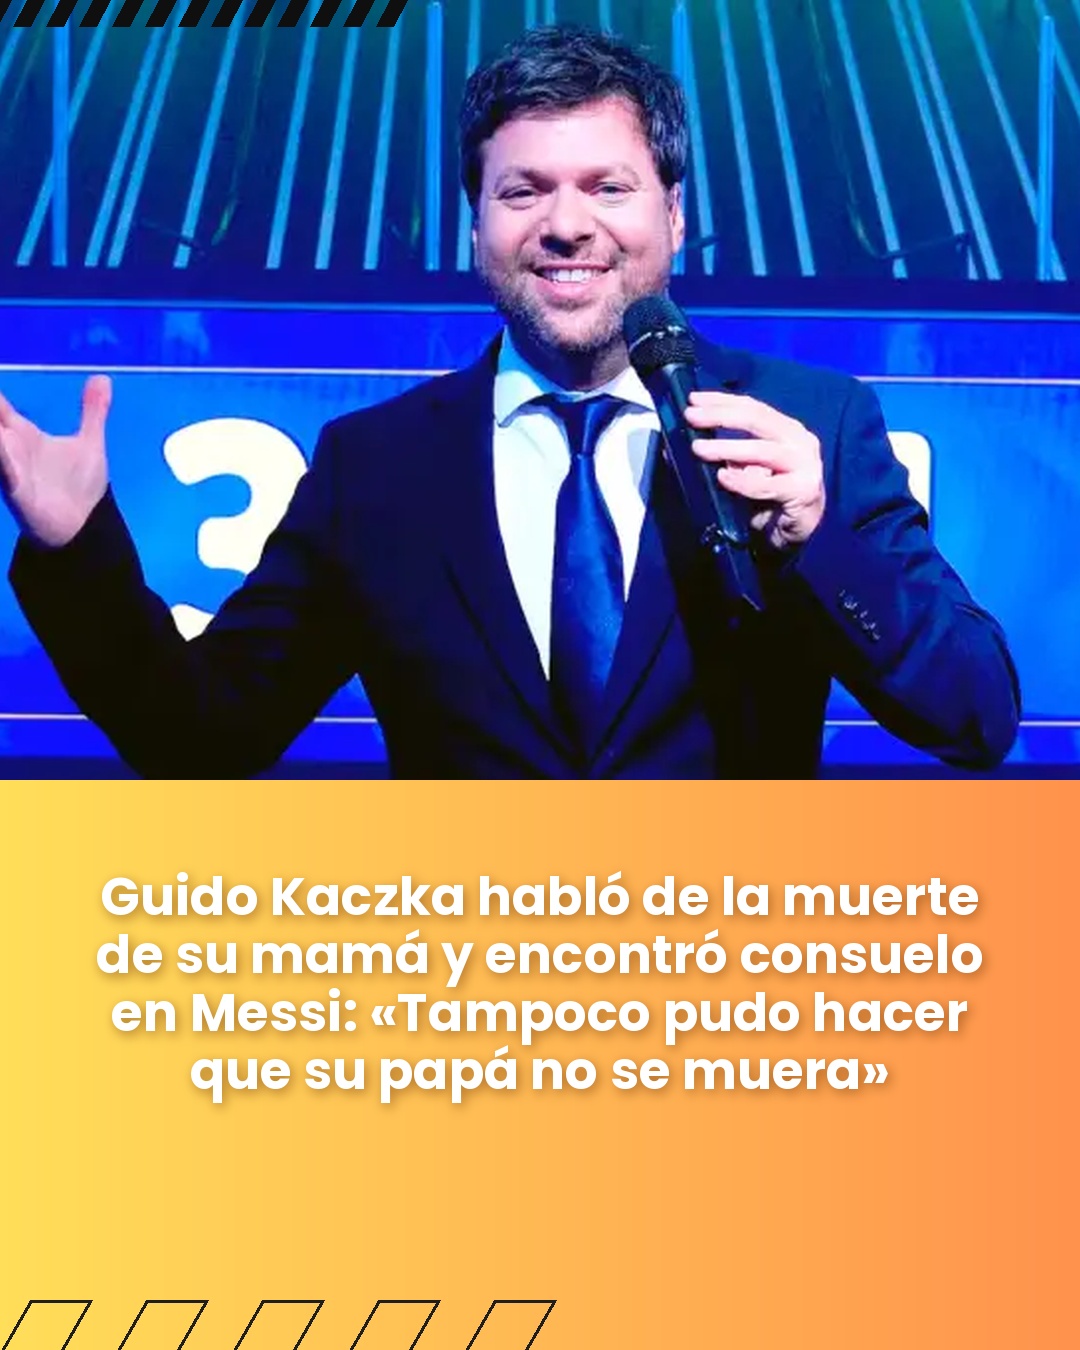 3
Guido Kaczka habló de la muerte
de su mamá y encontró consuelo
en Messi: «Tampoco pudo hacer
que su papá no se muera»